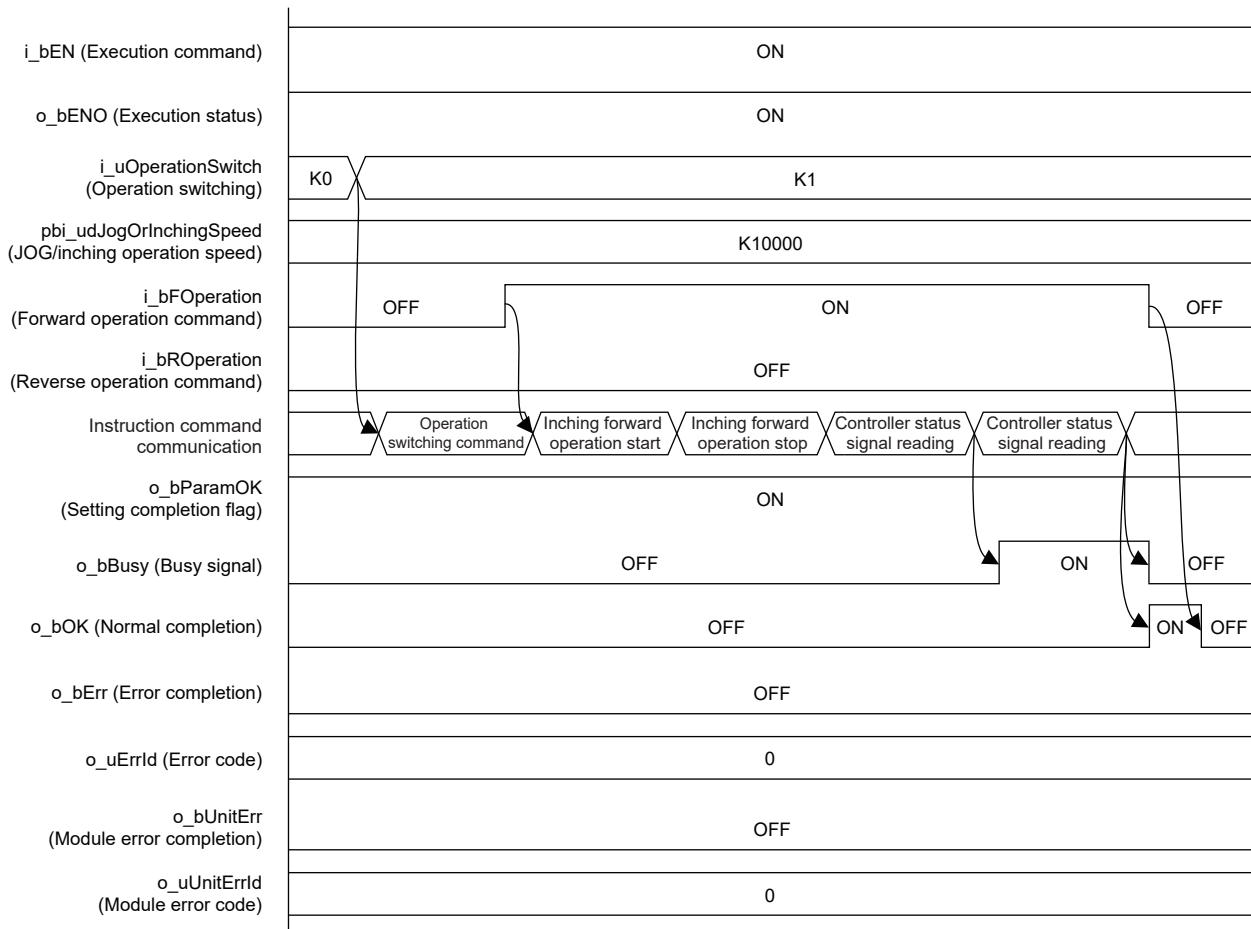 i_bEN (Execution command)
ON
o_bENO (Execution status)
ON
i_uOperationSwitch
(Operation switching)
K0
K1
pbi_udJogOrInchingSpeed
(JOG/inching operation speed)
K10000
i_bFOperation
(Forward operation command)
OFF
ON
OFF
i_bROperation
(Reverse operation command)
OFF
Instruction command
communication
Operation
switching command
Inching forward
operation start
Inching forward
operation stop
Controller status
signal reading
Controller status
signal reading
o_bParamOK
(Setting completion flag)
ON
o_bBusy (Busy signal)
OFF
ON
OFF
o_bOK (Normal completion)
OFF
ON
OFF
o_bErr (Error completion)
OFF
o_uErrId (Error code)
0
o_bUnitErr
(Module error completion)
OFF
o_uUnitErrId
(Module error code)
0